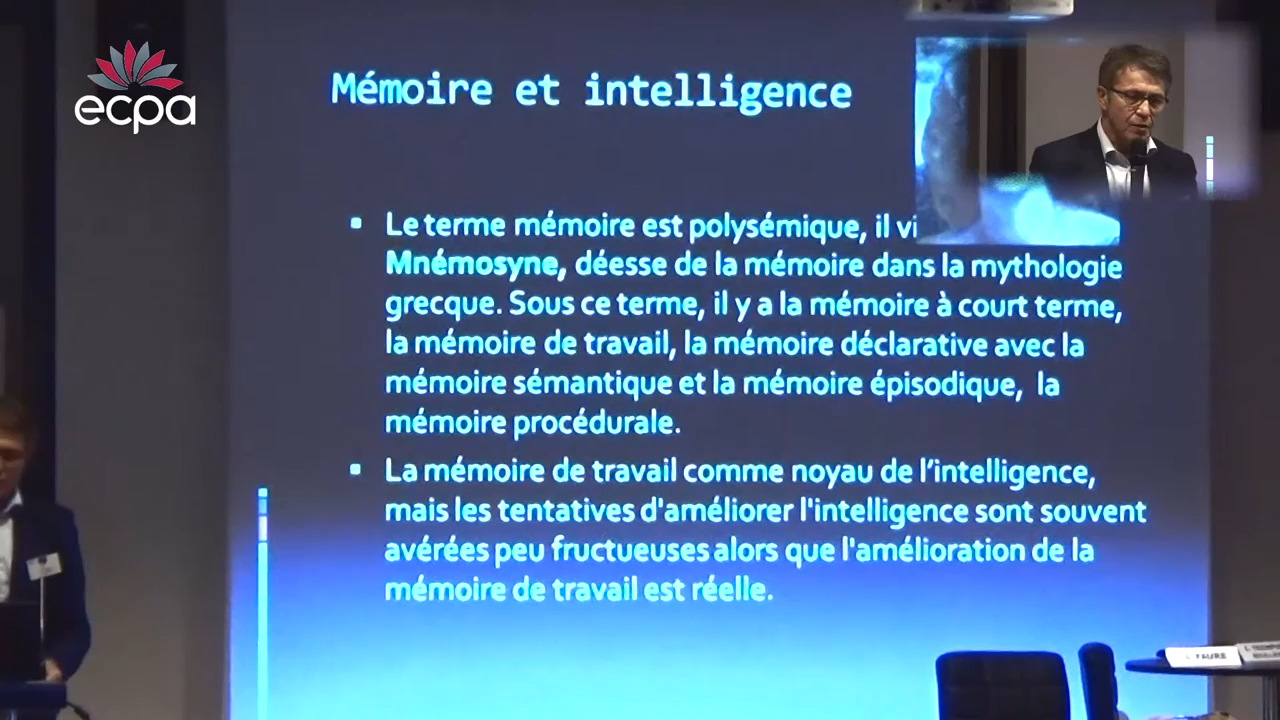 ecpa
Mémoire et intelligence
▪ Le terme mémoire est polysémique, il vi
Mnémosyne, déesse de la mémoire dans la mythologie
grecque. Sous ce terme, il y a la mémoire à court terme,
la mémoire de travail, la mémoire déclarative avec la
mémoire sémantique et la mémoire épisodique, la
mémoire procédurale.
▪ La mémoire de travail comme noyau de l’intelligence,
mais les tentatives d'améliorer l'intelligence sont souvent
avérées peu fructueuses alors que l'amélioration de la
mémoire de travail est réelle.
FAURE